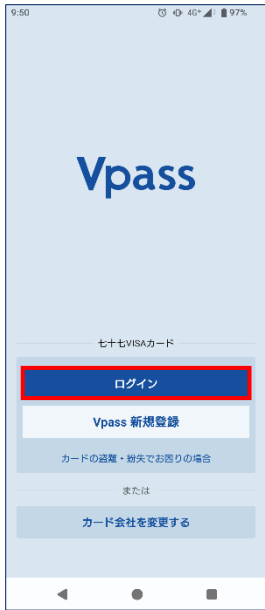 9:50 4G+ 97%
Vpass
七十七VISAカード
ログイン
Vpass 新規登録
カードの盗難・紛失でお困りの場合
または
カード会社を変更する